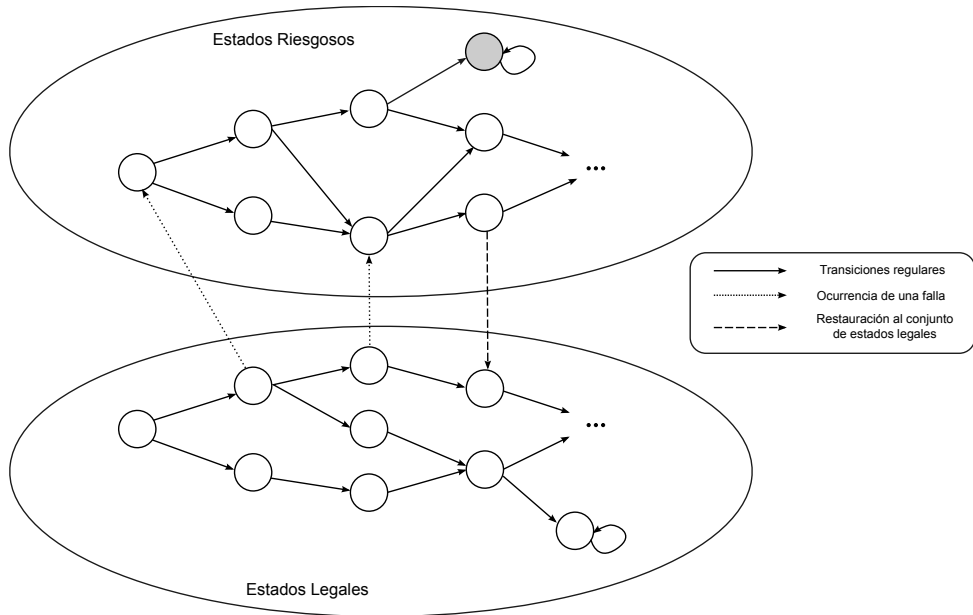 Estados Riesgosos
...
Transiciones regulares
Ocurrencia de una falla
Restauración al conjunto
de estados legales
...
Estados Legales